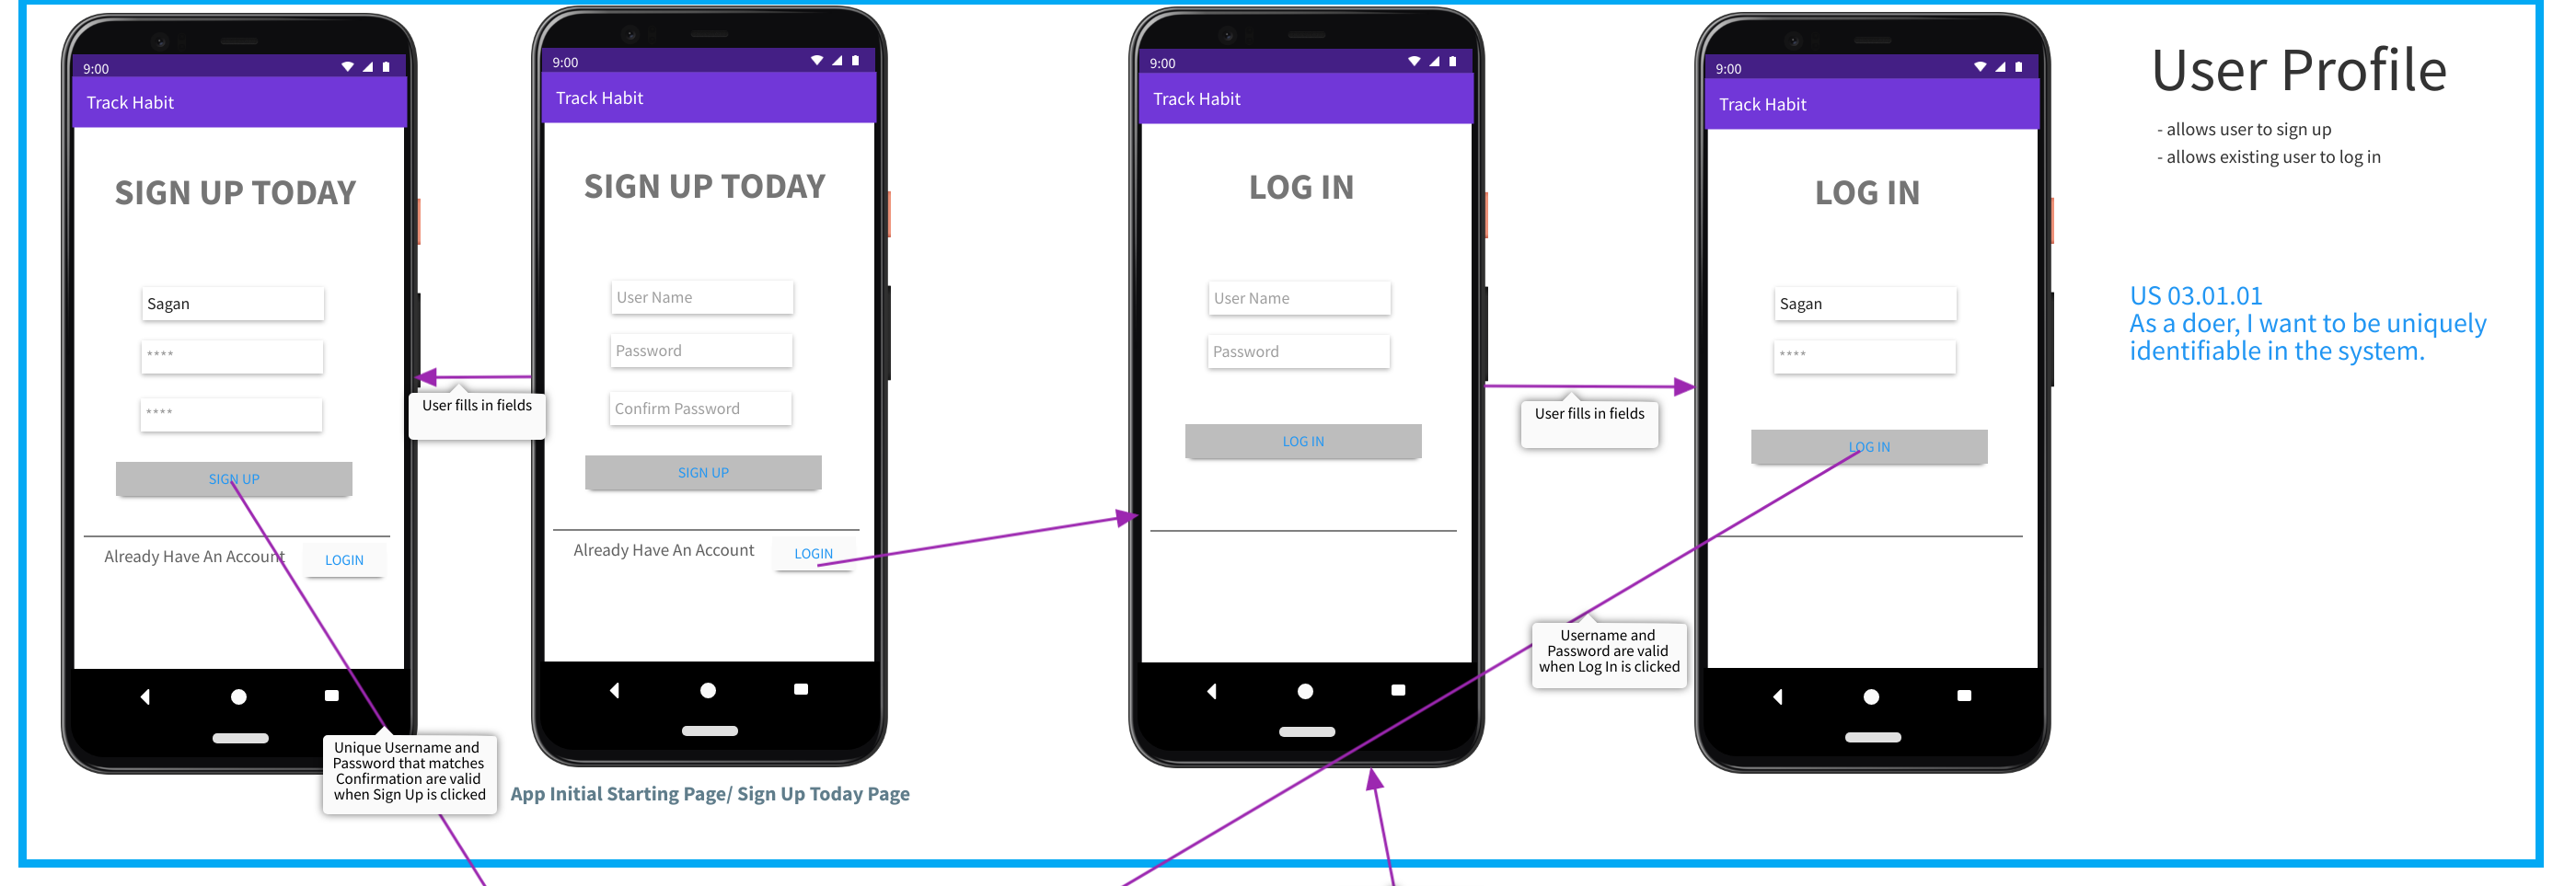 9:00
Track Habit
SIGN UP TODAY
Sagan
****
****
SIGN UP
Already Have An Account
LOGIN
Unique Username and
Password that matches
Confirmation are valid
when Sign Up is clicked
User fills in fields
9:00
Track Habit
SIGN UP TODAY
User Name
Password
Confirm Password
SIGN UP
Already Have An Account
LOGIN
App Initial Starting Page/ Sign Up Today Page
9:00
Track Habit
LOG IN
User Name
Password
LOG IN
User fills in fields
Username and
Password are valid
when Log In is clicked
9:00
Track Habit
LOG IN
Sagan
****
LOG IN
User Profile
- allows user to sign up
- allows existing user to log in
US 03.01.01
As a doer, I want to be uniquely
identifiable in the system.